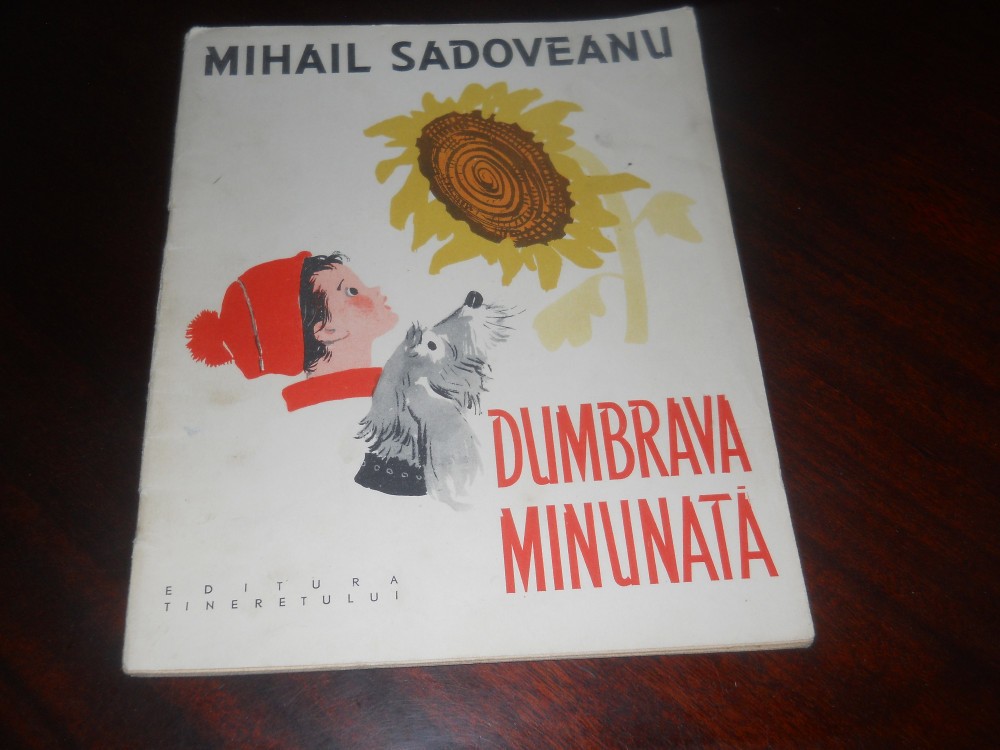 MIHAIL SADOVEANU
DUMBRAVA
MINUNATĂ
EDITURA
TINERETULUI